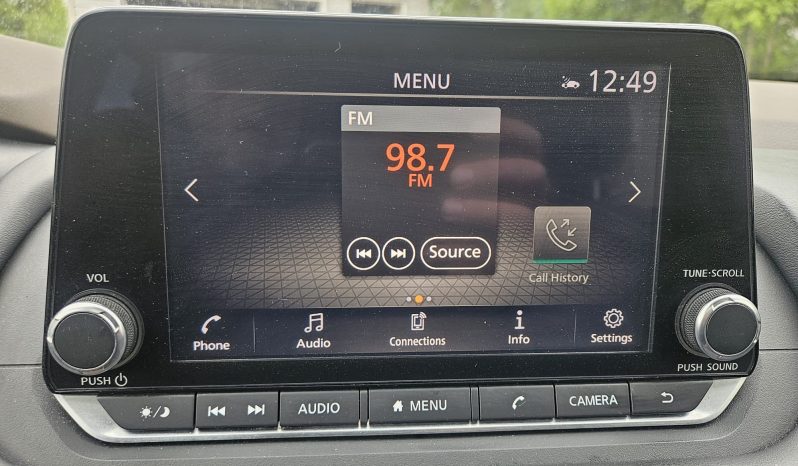 MENU
12:49
FM
98.7
FM
Source
Call History
VOL
TUNE·SCROLL
Phone
Audio
Connections
Info
Settings
PUSH
PUSH SOUND
AUDIO
MENU
CAMERA